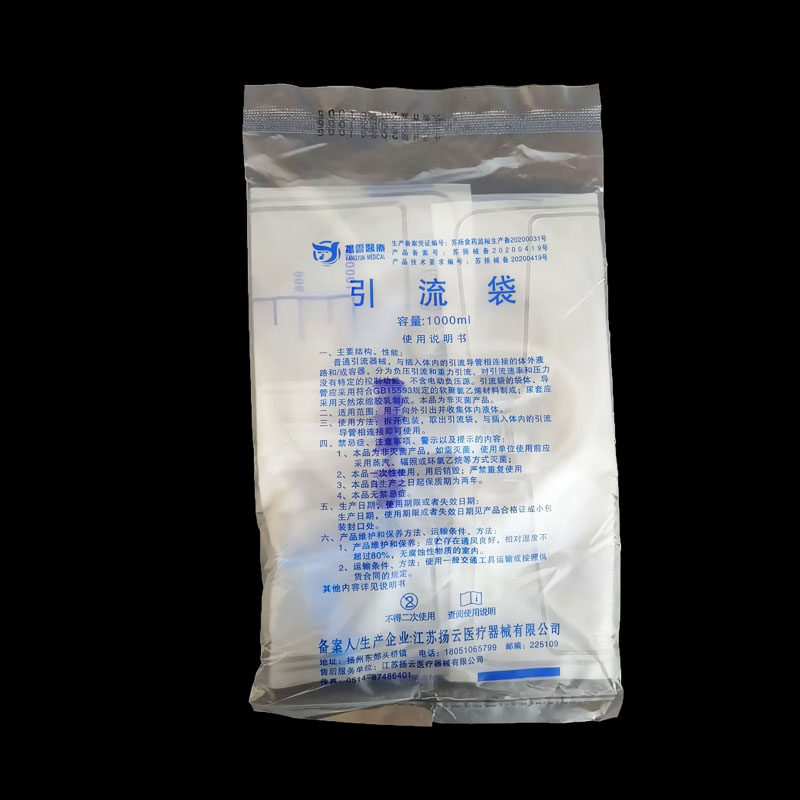 揚雲醫療
YANGYUN MEDICAL
生产备案凭证编号：苏扬食药监械生产备20200031号
产品备案号：苏扬械备20200419号
产品技术要求编号：苏扬械备20200419号
引流袋
容量:1000ml
使用说明书
一、主要结构、性能：
普通引流器械，与插入体内的引流导管相连接的体外液
路和/或容器，分为负压引流和重力引流，对引流速率和压力
没有特定的控制功能。不含电动负压源。引流袋的袋体、导
管应采用符合GB15593规定的软聚氯乙烯材料制成；尿套应
采用天然浓缩胶乳制成。本品为非灭菌产品。
二、适用范围：用于向外引出并收集体内液体。
三、使用方法：拆开包装，取出引流袋，与插入体内的引流
导管相连接即可使用。
四、禁忌症、注意事项、警示以及提示的内容：
1、本品为非灭菌产品，如需灭菌，使用单位使用前应
采用蒸汽、辐照或环氧乙烷等方式灭菌；
2、本品一次性使用，用后销毁；严禁重复使用
3、本品自生产之日起保质期为两年。
4、本品无禁忌症。
五、生产日期，使用期限或者失效日期：
生产日期，使用期限或者失效日期见产品合格证或小包
装封口处。
六、产品维护和保养方法、运输条件、方法：
1、产品维护和保养：应贮存在通风良好，相对湿度不
超过80%，无腐蚀性物质的室内。
2、运输条件、方法：使用一般交通工具运输或按照供
货合同的规定。
其他内容详见说明书
不得二次使用 查阅使用说明
备案人/生产企业:江苏扬云医疗器械有限公司
地址：扬州东郊头桥镇 电话：18051065799 邮编：225109
售后服务单位：江苏扬云医疗器械有限公司
传真：0514-87486401